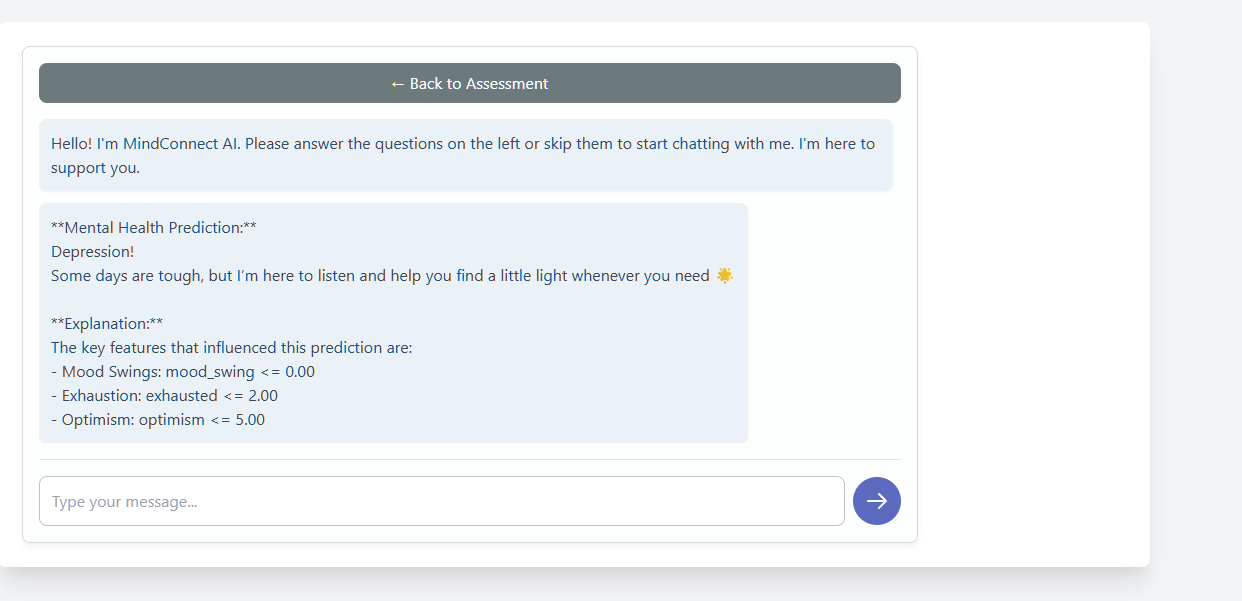 ← Back to Assessment
Hello! I'm MindConnect AI. Please answer the questions on the left or skip them to start chatting with me. I'm here to
support you.
**Mental Health Prediction:**
Depression!
Some days are tough, but I’m here to listen and help you find a little light whenever you need 🌟
**Explanation:**
The key features that influenced this prediction are:
- Mood Swings: mood_swing <= 0.00
- Exhaustion: exhausted <= 2.00
- Optimism: optimism <= 5.00
Type your message...